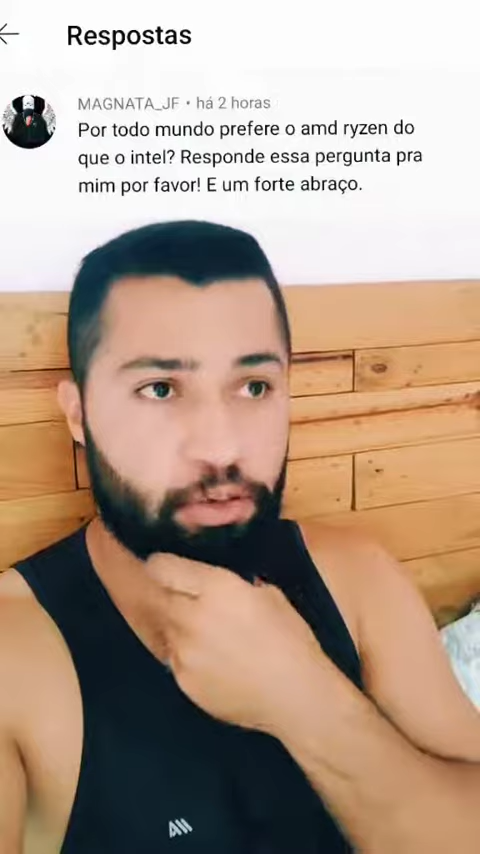 Respostas
MAGNATA_JF • há 2 horas
Por todo mundo prefere o amd ryzen do
que o intel? Responde essa pergunta pra
mim por favor! E um forte abraço.